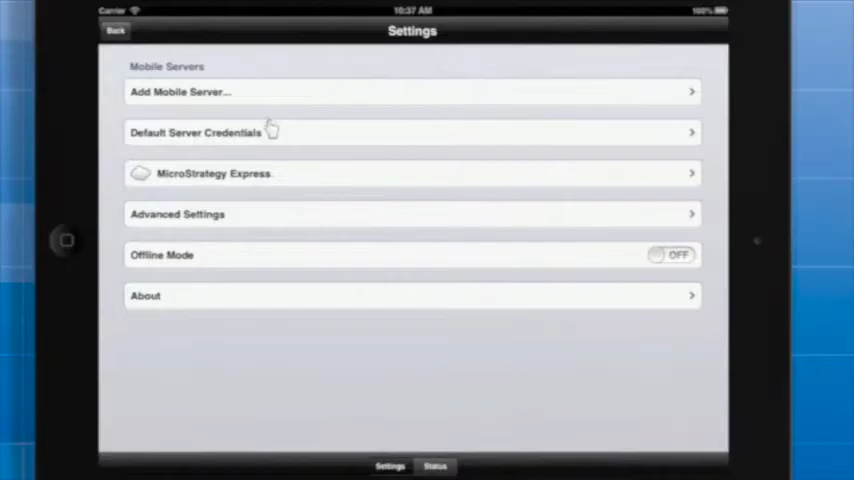 Carrier 10:37 AM 100%
Back Settings
Mobile Servers
Add Mobile Server...
Default Server Credentials
MicroStrategy Express
Advanced Settings
Offline Mode OFF
About
Settings Status